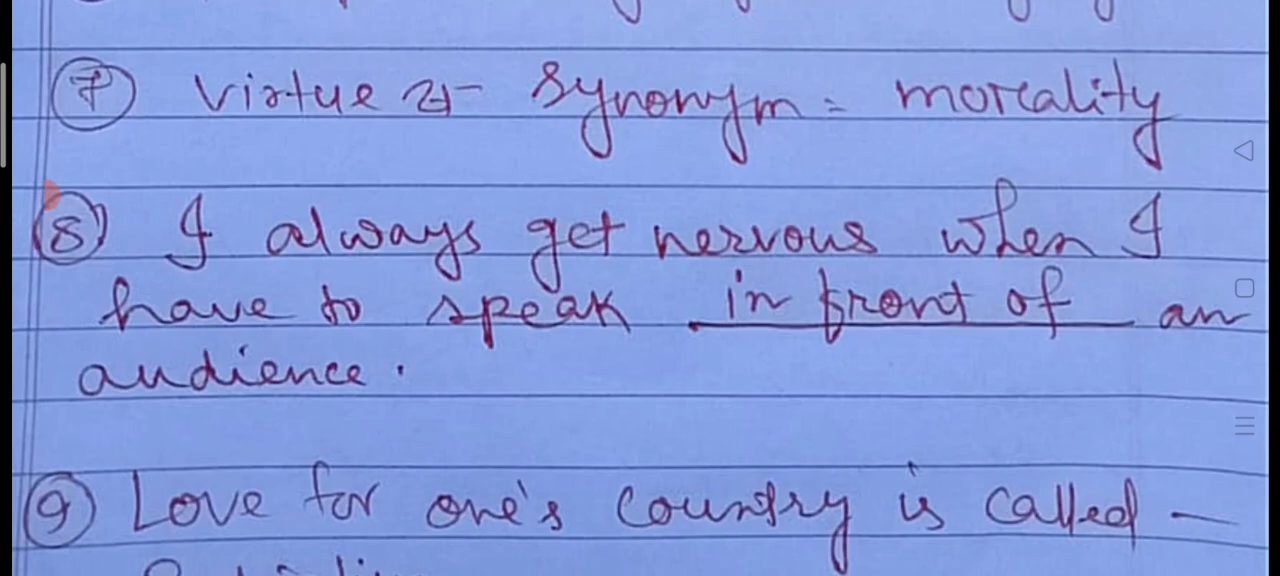 7 Virtue এর Synonym = morality
8 I always get nervous when I
have to speak in front of an
audience.
9 Love for one's country is called —